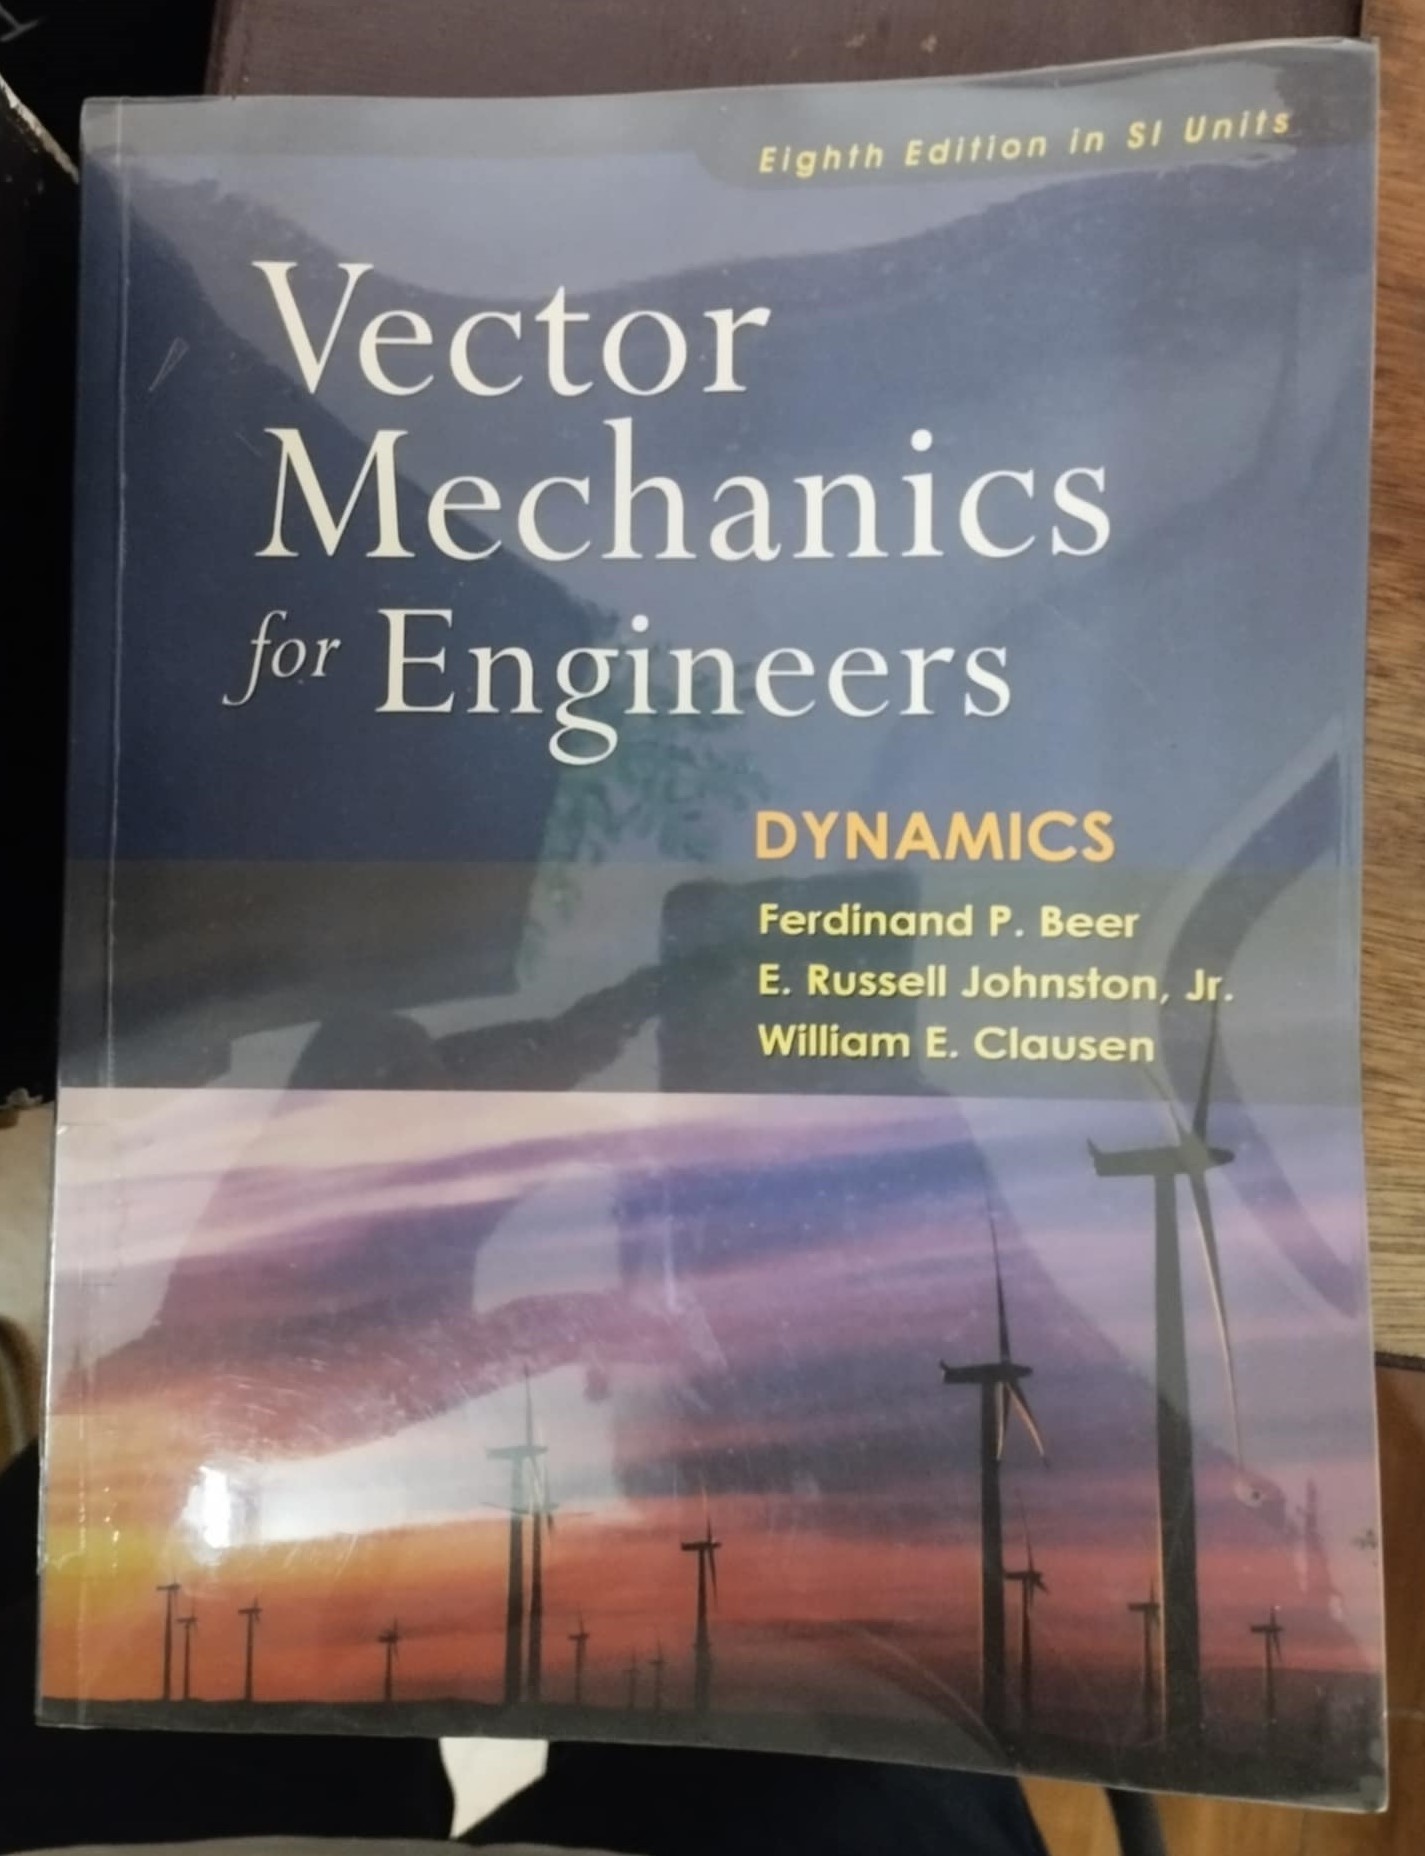 Eighth Edition in SI Units
Vector
Mechanics
for Engineers
DYNAMICS
Ferdinand P. Beer
E. Russell Johnston, Jr.
William E. Clausen